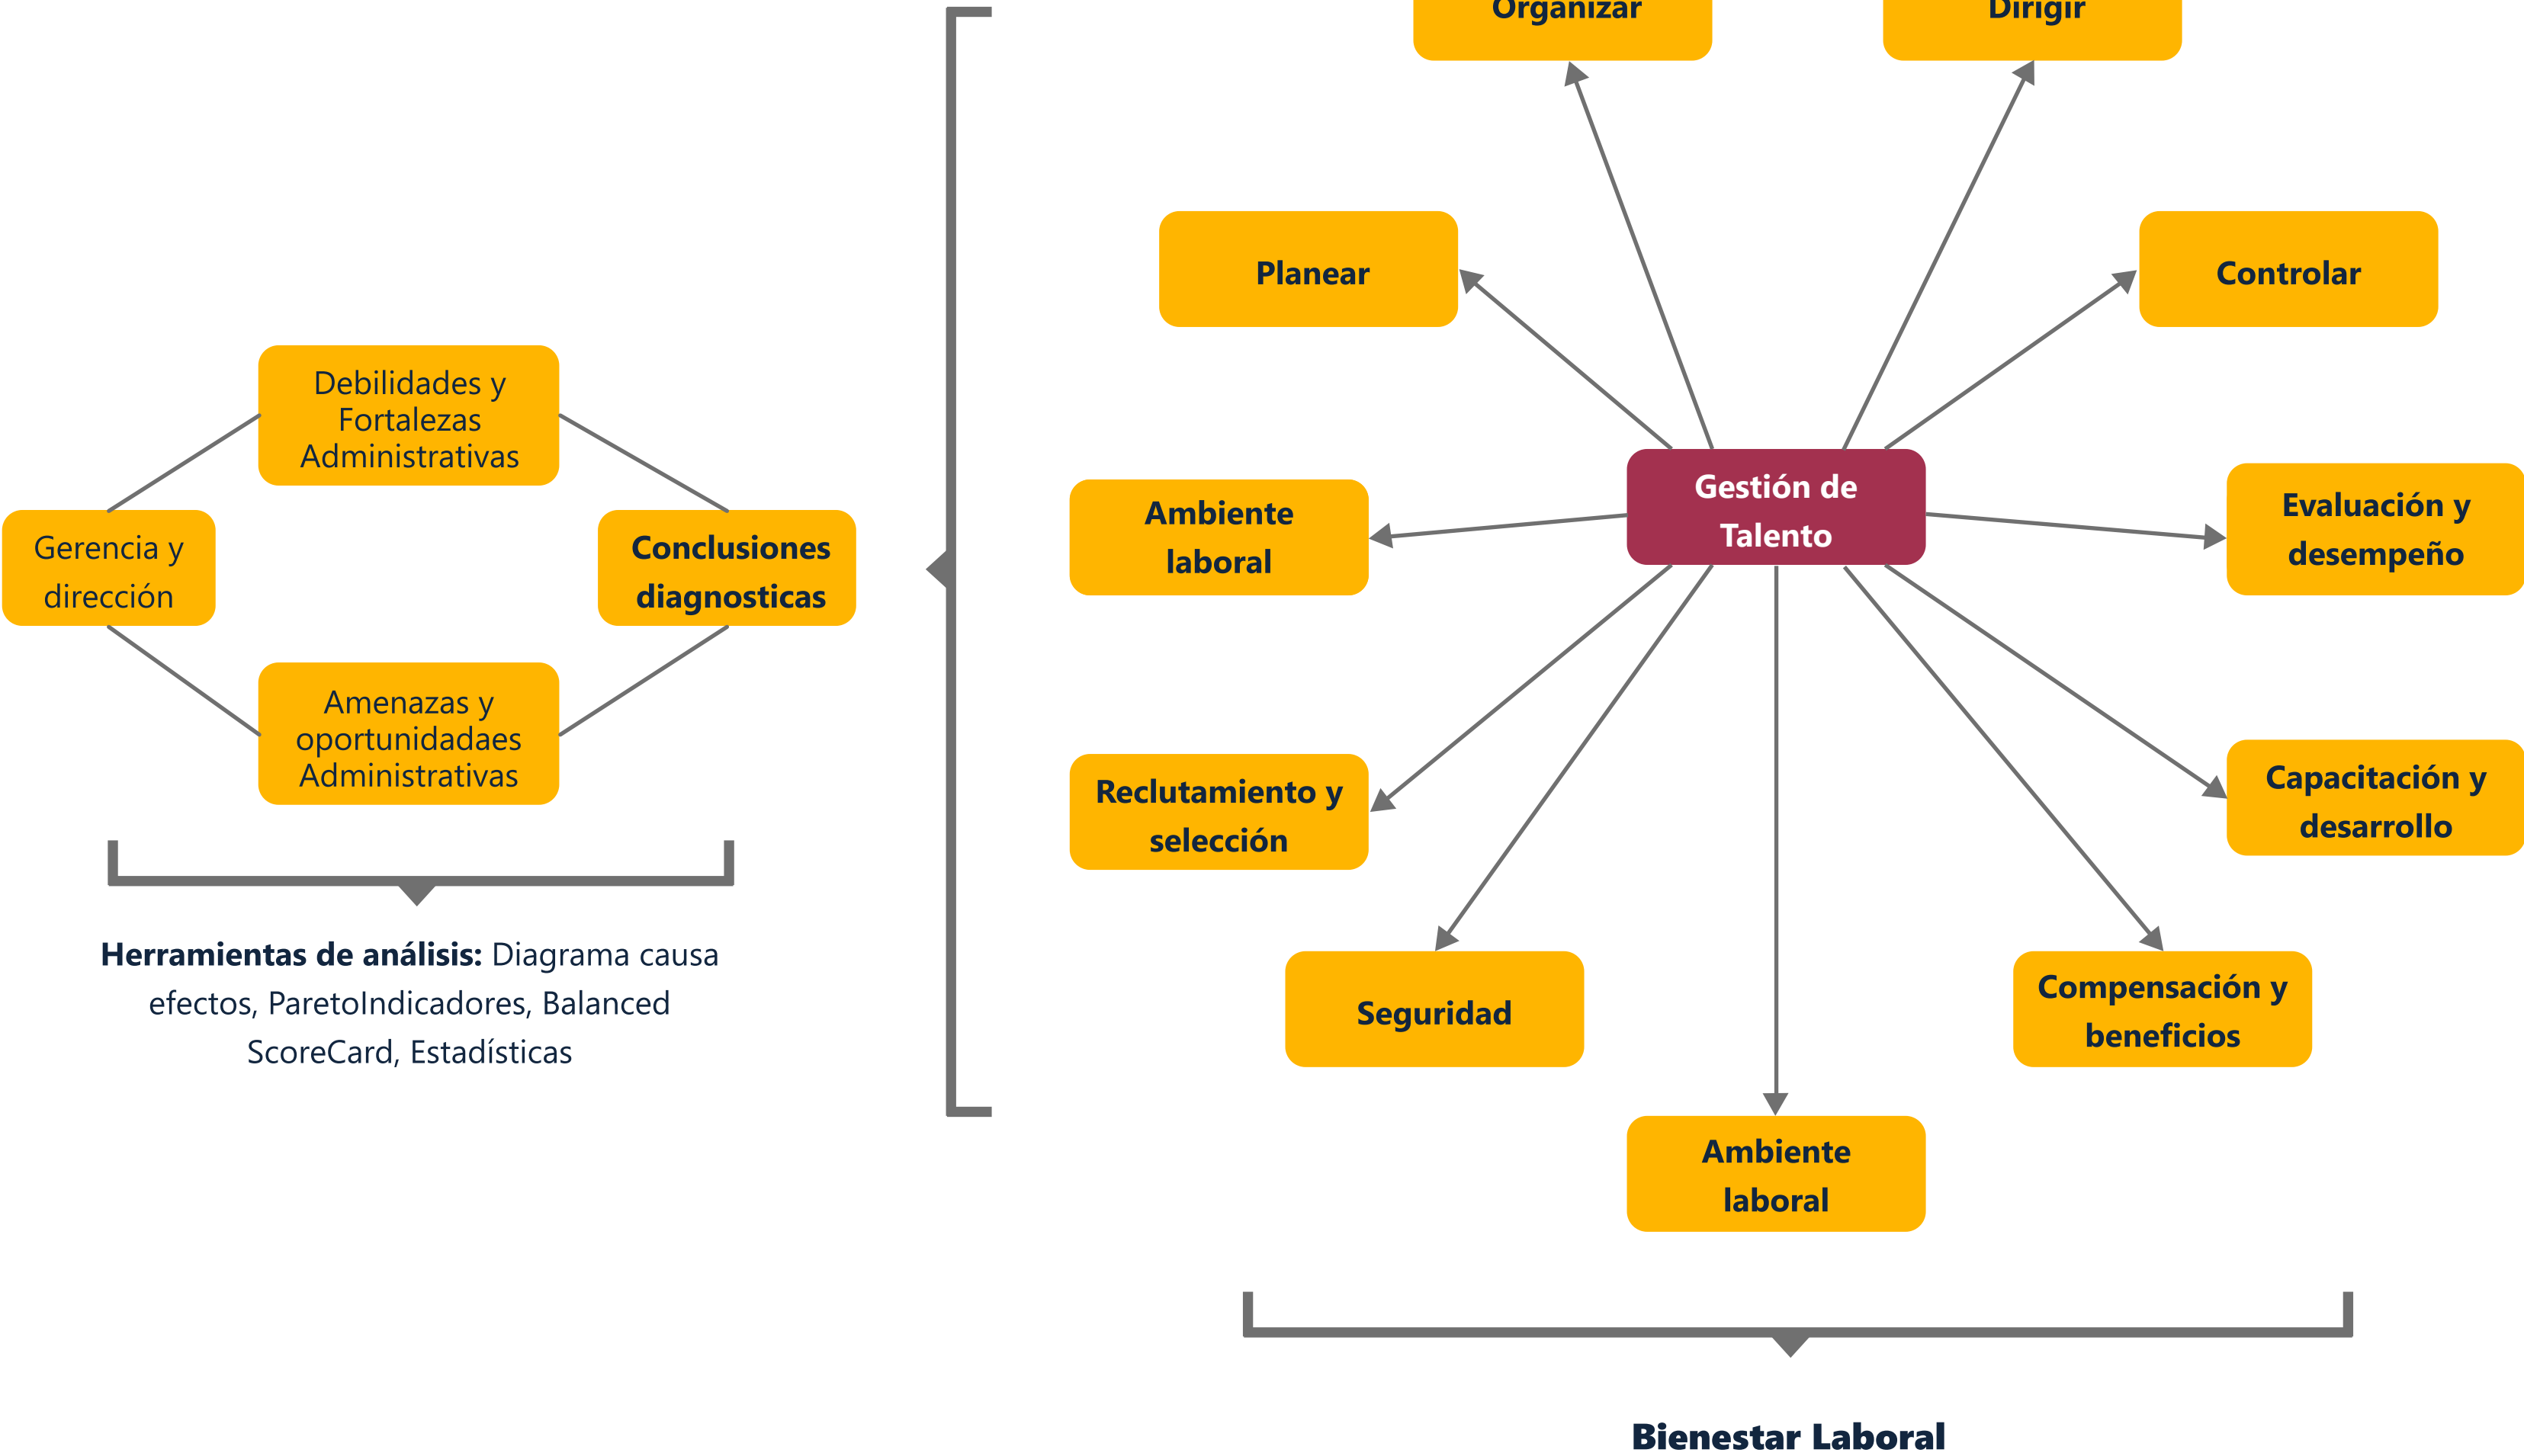 Organizar
Dirigir
Planear
Controlar
Debilidades y
Fortalezas
Administrativas
Gerencia y
dirección
Conclusiones
diagnosticas
Amenazas y
oportunidadaes
Administrativas
Herramientas de análisis: Diagrama causa
efectos, ParetoIndicadores, Balanced
ScoreCard, Estadísticas
Gestión de
Talento
Ambiente
laboral
Evaluación y
desempeño
Reclutamiento y
selección
Capacitación y
desarrollo
Seguridad
Compensación y
beneficios
Ambiente
laboral
Bienestar Laboral